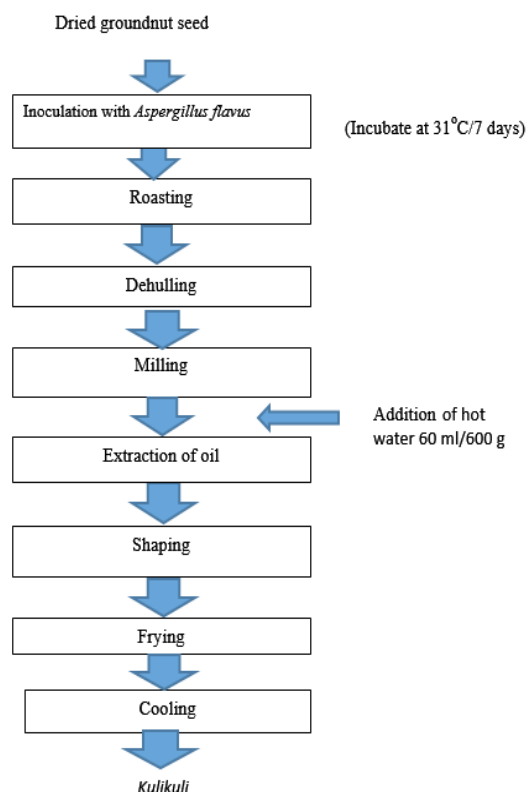 Dried groundnut seed
Inoculation with Aspergillus flavus
(Incubate at 31⁰C/7 days)
Roasting
Dehulling
Milling
Addition of hot
water 60 ml/600 g
Extraction of oil
Shaping
Frying
Cooling
Kulikuli